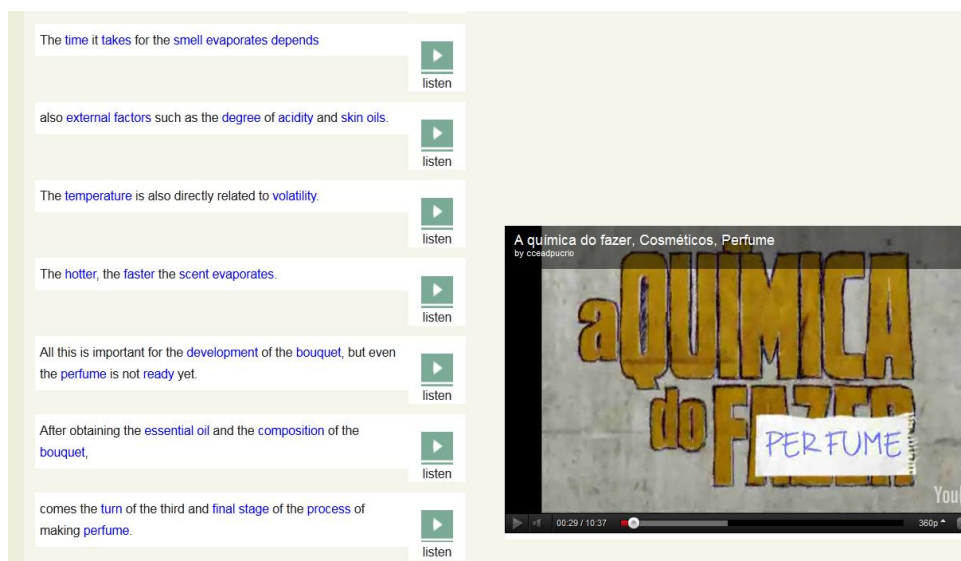 The time it takes for the smell evaporates depends
listen
also external factors such as the degree of acidity and skin oils.
listen
The temperature is also directly related to volatility.
listen
The hotter, the faster the scent evaporates.
listen
All this is important for the development of the bouquet, but even
the perfume is not ready yet.
listen
After obtaining the essential oil and the composition of the
bouquet,
listen
comes the turn of the third and final stage of the process of
making perfume.
listen
A química do fazer, Cosméticos, Perfume
by cceadpucrio
a QUÍMICA
do FAZER
PERFUME
00:29 / 10:37
360p